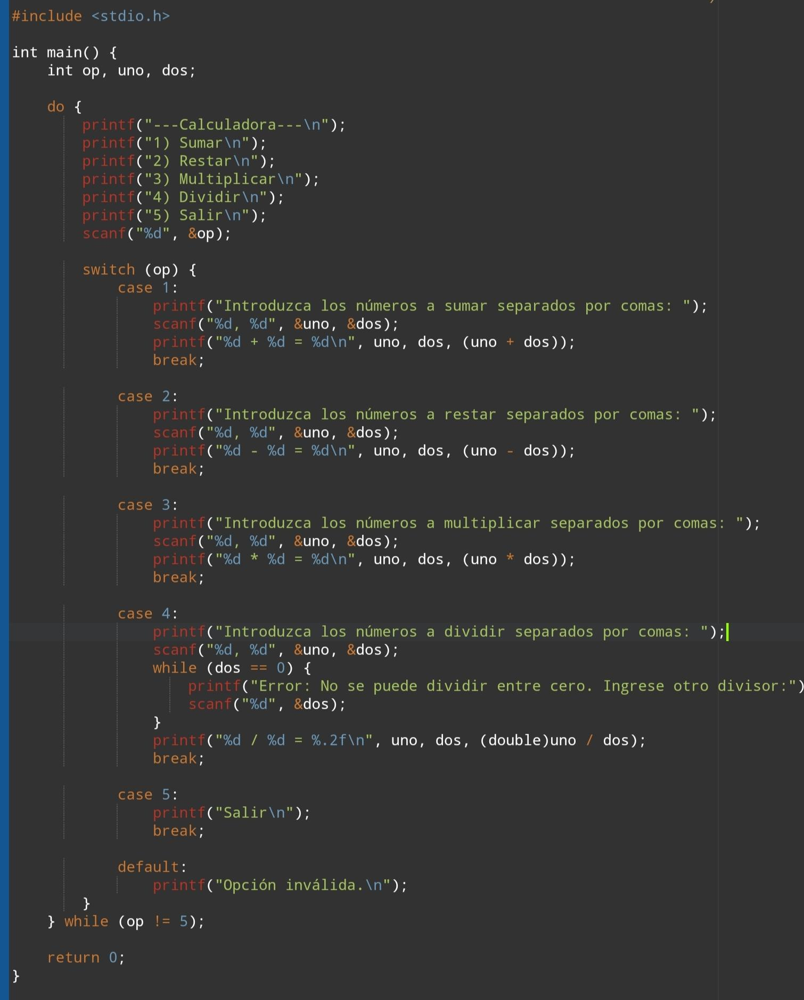 #include <stdio.h>
int main() {
int op, uno, dos;
do {
printf("---Calculadora---\n");
printf("1) Sumar\n");
printf("2) Restar\n");
printf("3) Multiplicar\n");
printf("4) Dividir\n");
printf("5) Salir\n");
scanf("%d", &op);
switch (op) {
case 1:
printf("Introduzca los números a sumar separados por comas: ");
scanf("%d, %d", &uno, &dos);
printf("%d + %d = %d\n", uno, dos, (uno + dos));
break;
case 2:
printf("Introduzca los números a restar separados por comas: ");
scanf("%d, %d", &uno, &dos);
printf("%d - %d = %d\n", uno, dos, (uno - dos));
break;
case 3:
printf("Introduzca los números a multiplicar separados por comas: ");
scanf("%d, %d", &uno, &dos);
printf("%d * %d = %d\n", uno, dos, (uno * dos));
break;
case 4:
printf("Introduzca los números a dividir separados por comas: ");
scanf("%d, %d", &uno, &dos);
while (dos == 0) {
printf("Error: No se puede dividir entre cero. Ingrese otro divisor:")
scanf("%d", &dos);
}
printf("%d / %d = %.2f\n", uno, dos, (double)uno / dos);
break;
case 5:
printf("Salir\n");
break;
default:
printf("Opción inválida.\n");
}
} while (op != 5);
return 0;
}